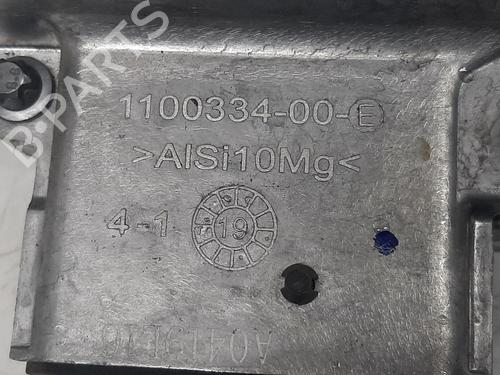 B-PARTS
1100334-00-E
>AlSi10Mg<
4-1
19